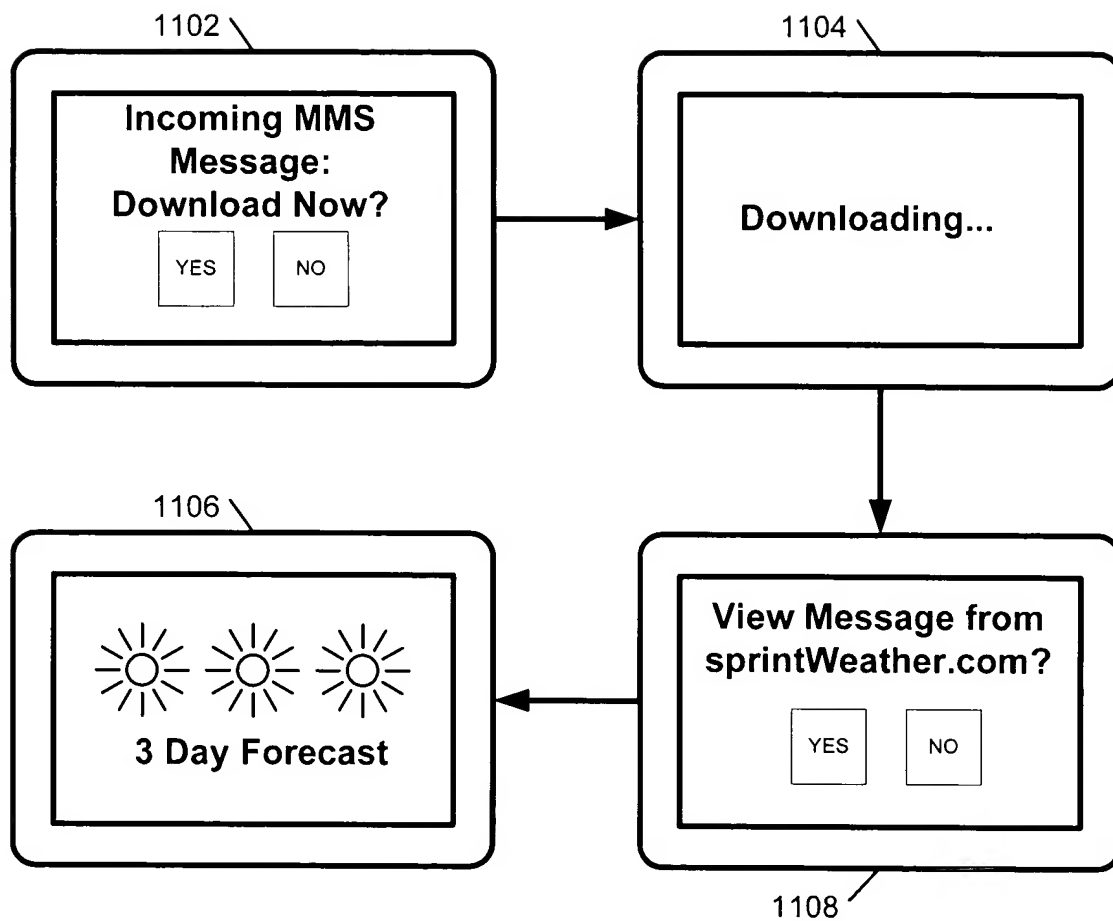 1102
Incoming MMS
Message:
Download Now?
YES NO
1104
Downloading...
1106
3 Day Forecast
View Message from
sprintWeather.com?
YES NO
1108